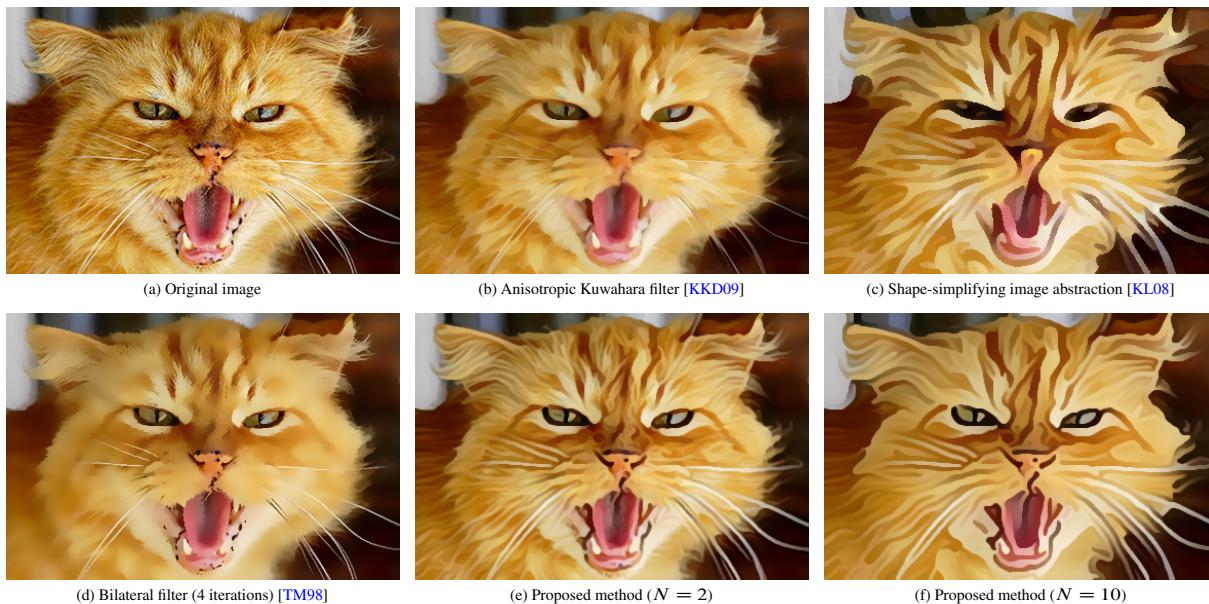 (a) Original image
(b) Anisotropic Kuwahara filter [KKD09]
(c) Shape-simplifying image abstraction [KL08]
(d) Bilateral filter (4 iterations) [TM98]
(e) Proposed method (N = 2)
(f) Proposed method (N = 10)